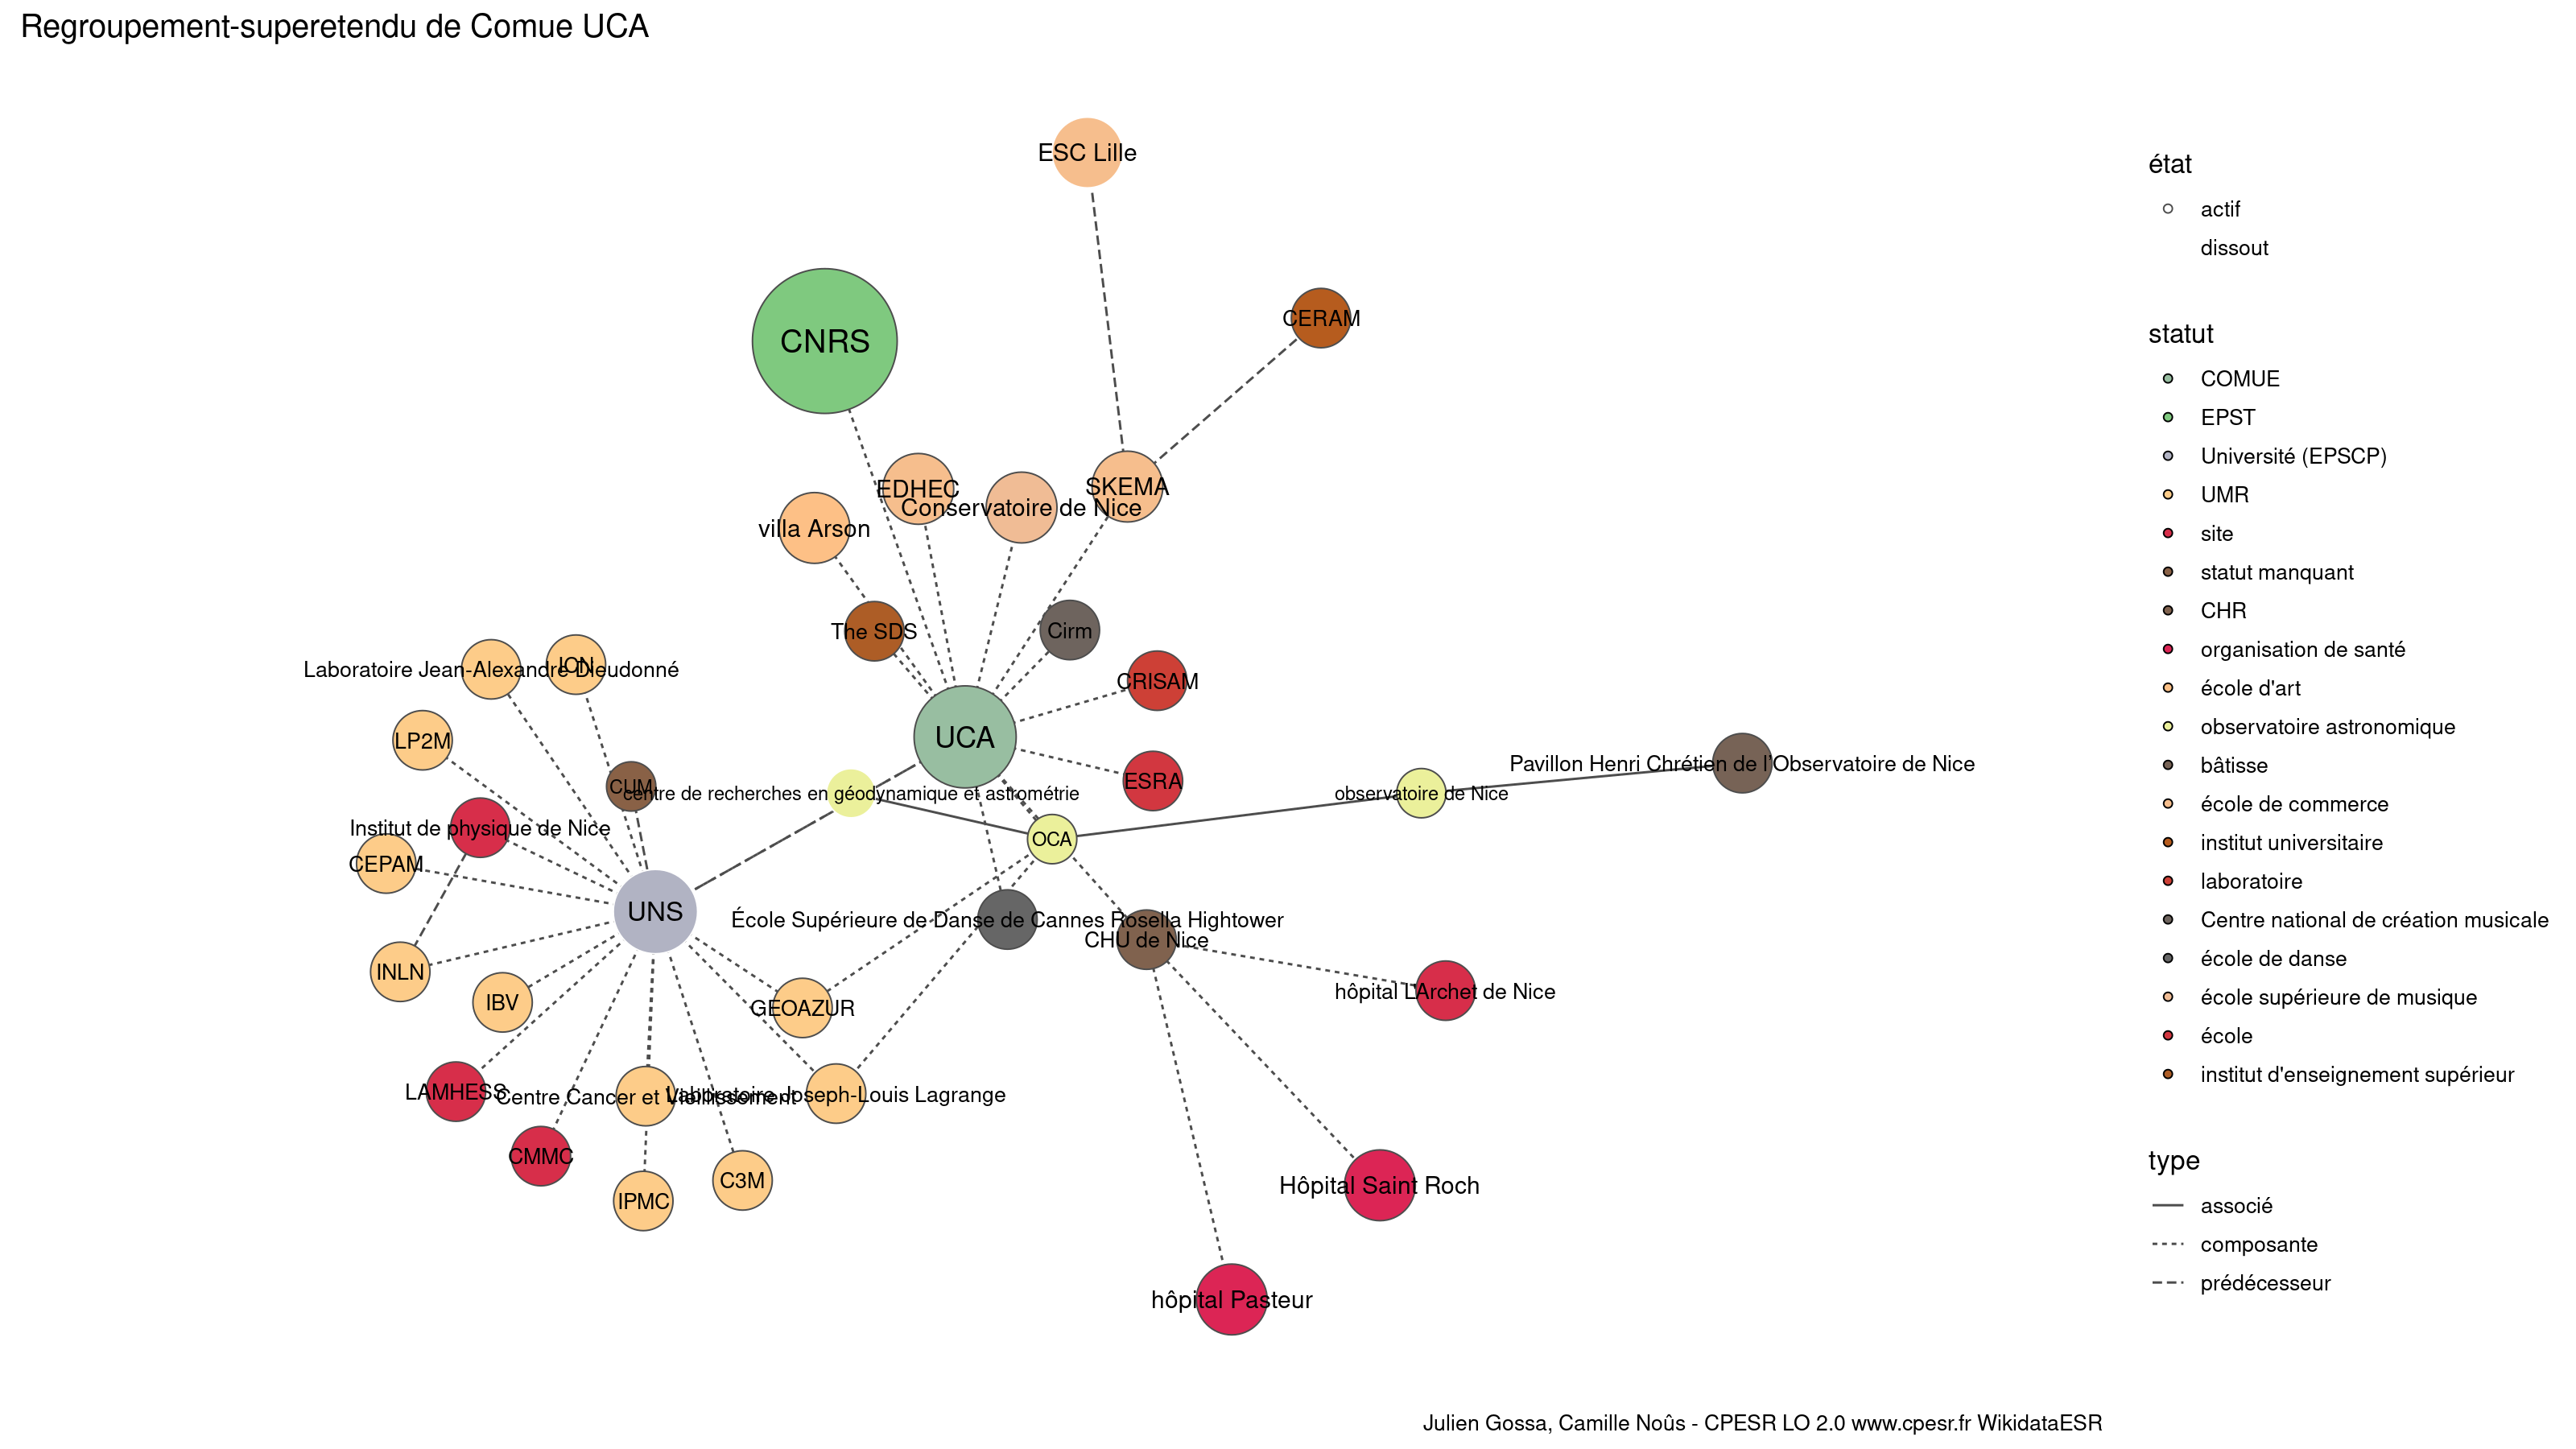 Regroupement-superetendu de Comue UCA
ESC Lille
CERAM
CNRS
EDHEC
SKEMA
Conservatoire de Nice
villa Arson
The SDS
Cirm
Laboratoire Jean-Alexandre Dieudonné
ICN
CRISAM
LP2M
UCA
Pavillon Henri Chrétien de l'Observatoire de Nice
ESRA
CUM
centre de recherches en géodynamique et astrométrie
observatoire de Nice
Institut de physique de Nice
OCA
CEPAM
UNS
École Supérieure de Danse de Cannes Rosella Hightower
CHU de Nice
INLN
hôpital L'Archet de Nice
IBV
GEOAZUR
LAMHESS
Centre Cancer et Vieillissement
Laboratoire Joseph-Louis Lagrange
CMMC
C3M
IPMC
Hôpital Saint Roch
hôpital Pasteur
état
actif
dissout
statut
COMUE
EPST
Université (EPSCP)
UMR
site
statut manquant
CHR
organisation de santé
école d'art
observatoire astronomique
bâtisse
école de commerce
institut universitaire
laboratoire
Centre national de création musicale
école de danse
école supérieure de musique
école
institut d'enseignement supérieur
type
associé
composante
prédécesseur
Julien Gossa, Camille Noûs - CPESR LO 2.0 www.cpesr.fr WikidataESR